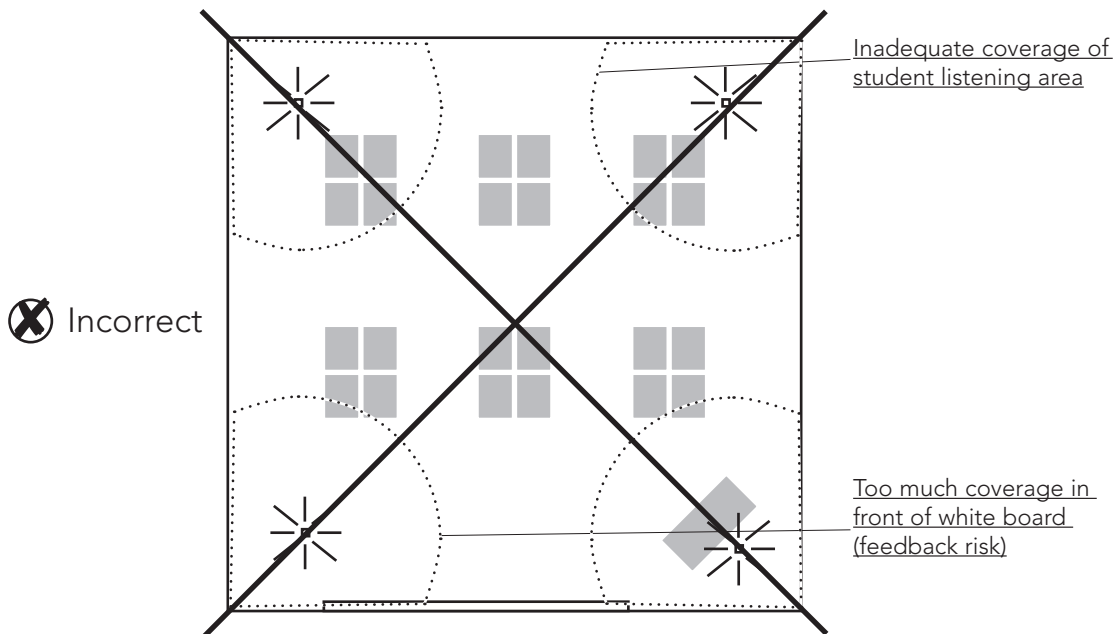 Inadequate coverage of
student listening area
Incorrect
Too much coverage in
front of white board
(feedback risk)